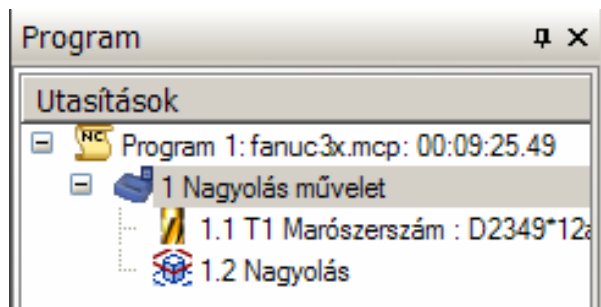 Program
Utasítások
NC Program 1: fanuc3x.mcp: 00:09:25.49
1 Nagyolás művelet
1.1 T1 Marószerszám : D2349*12a
1.2 Nagyolás